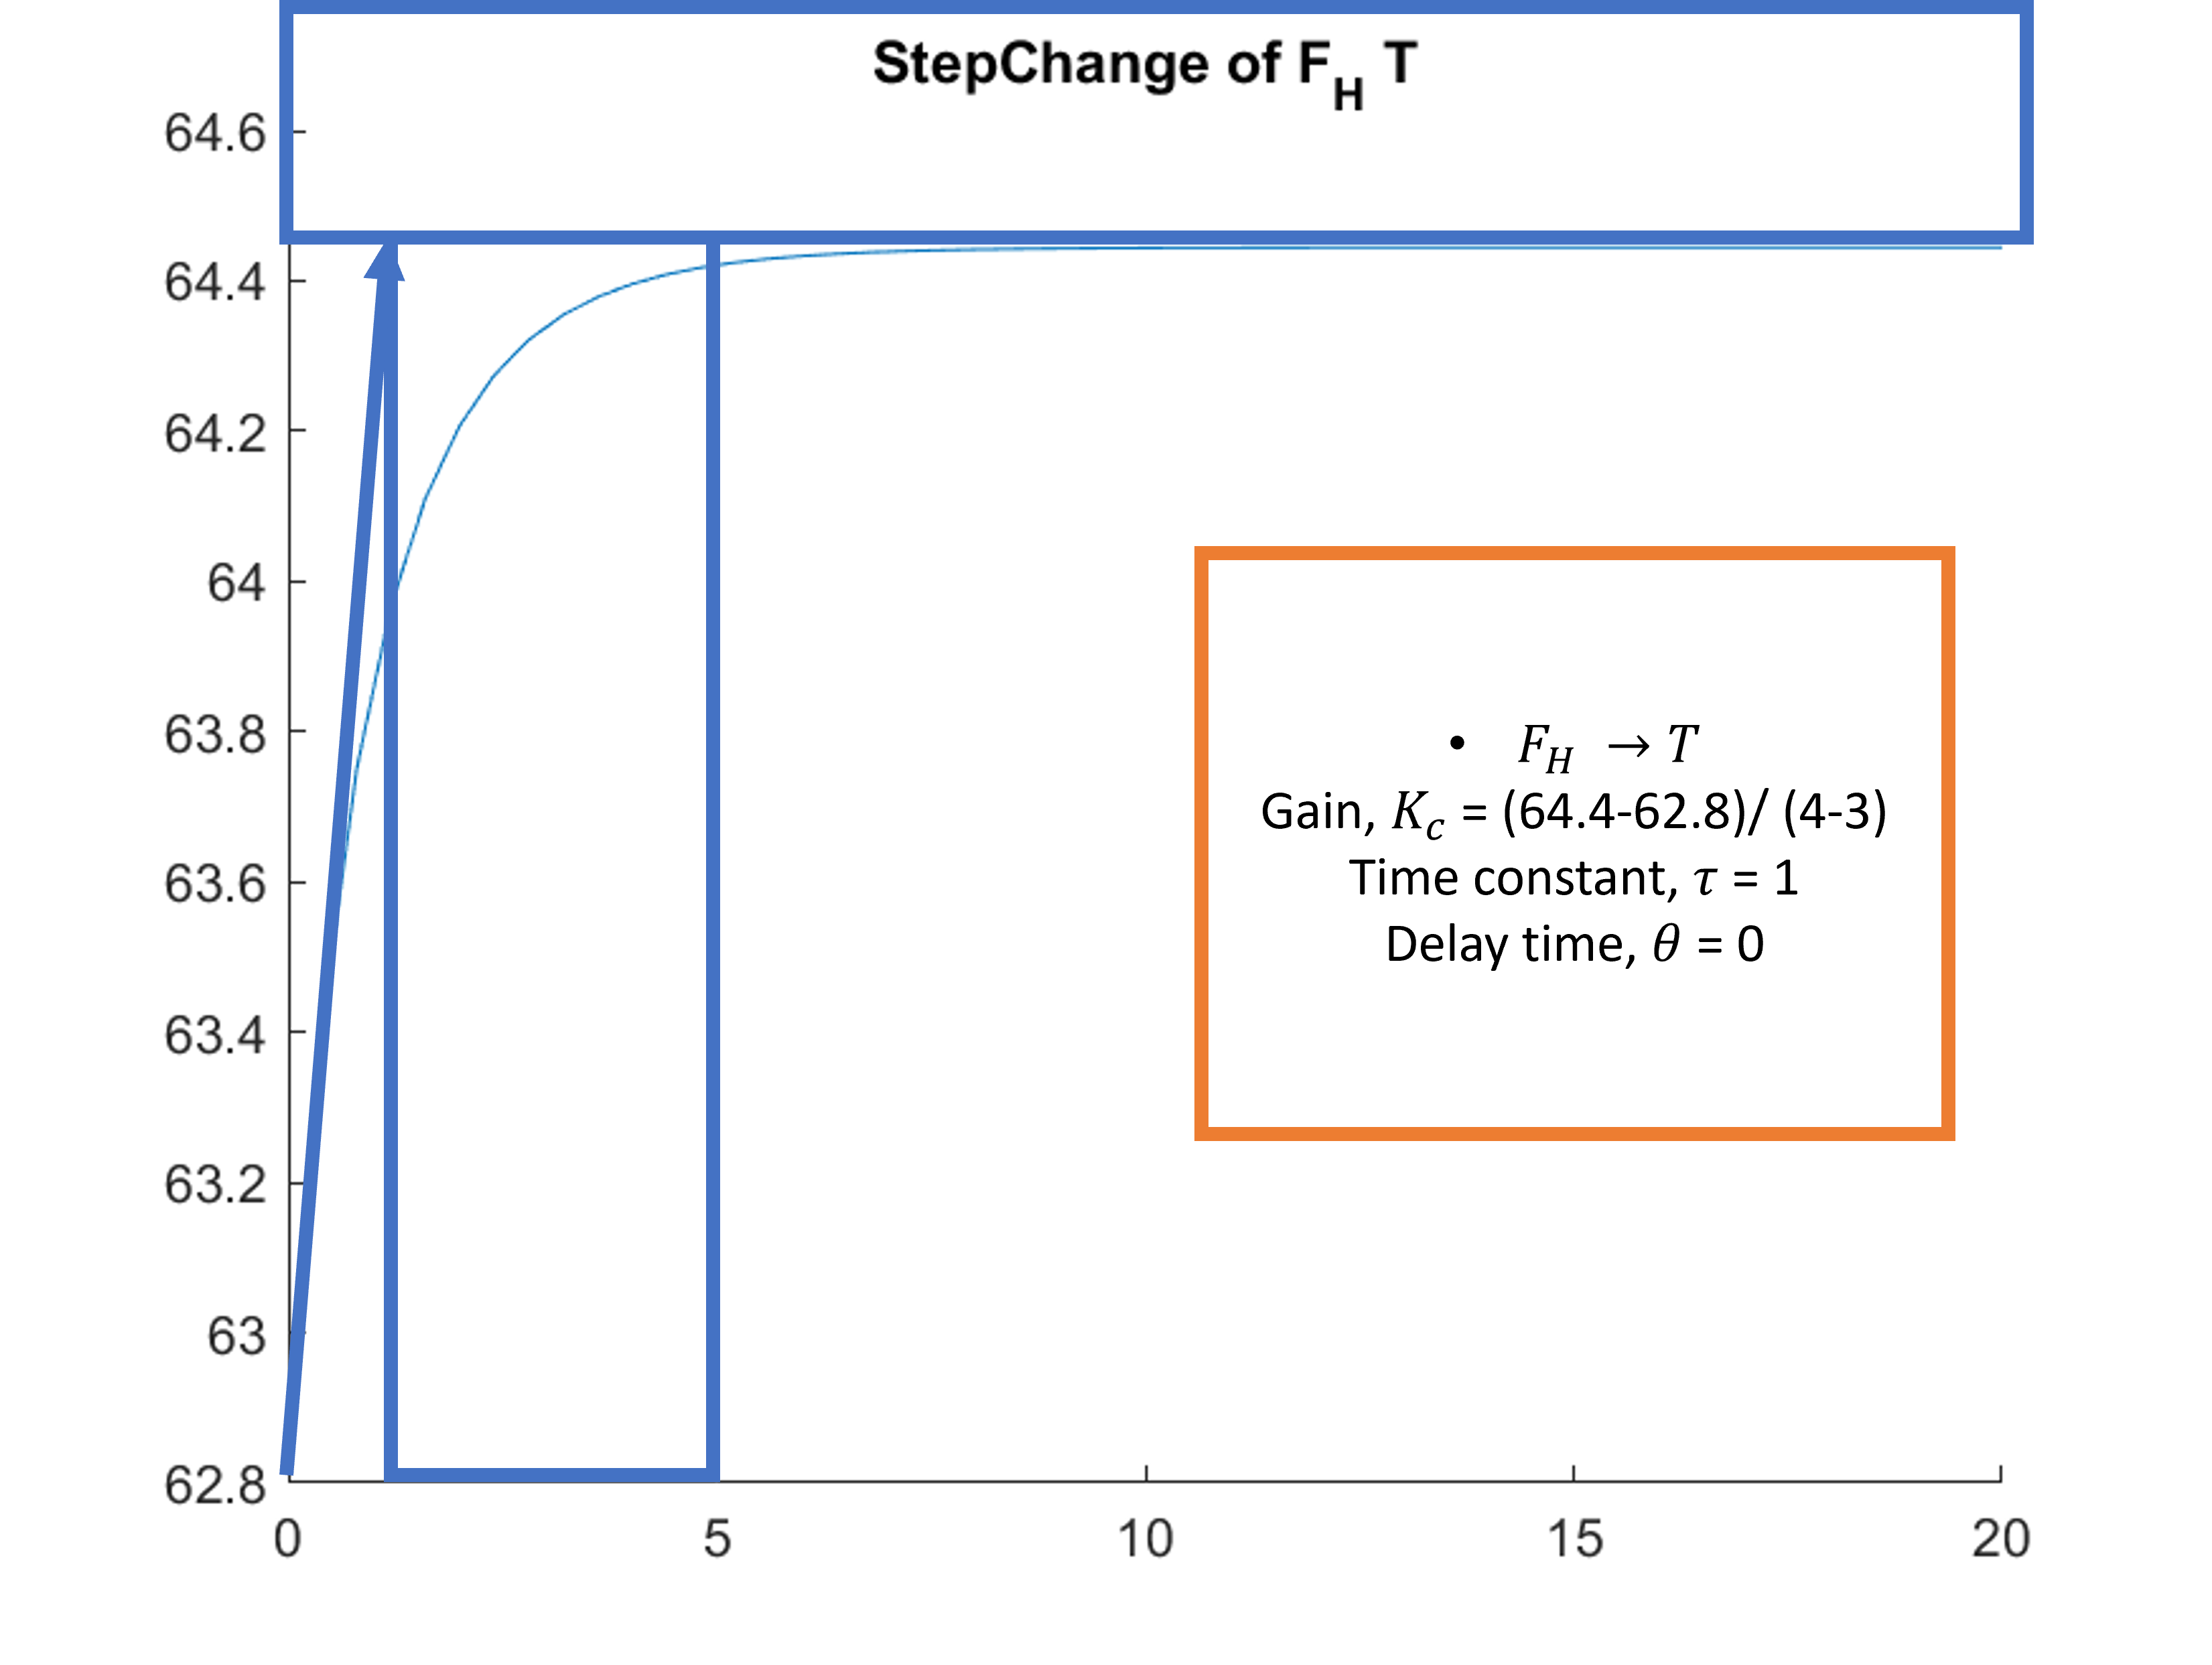 StepChange of F_H T
64.6
64.4
64.2
64
63.8
63.6
63.4
63.2
63
62.8
0 5 10 15 20
• F_H → T
Gain, K_c = (64.4-62.8)/ (4-3)
Time constant, τ = 1
Delay time, θ = 0